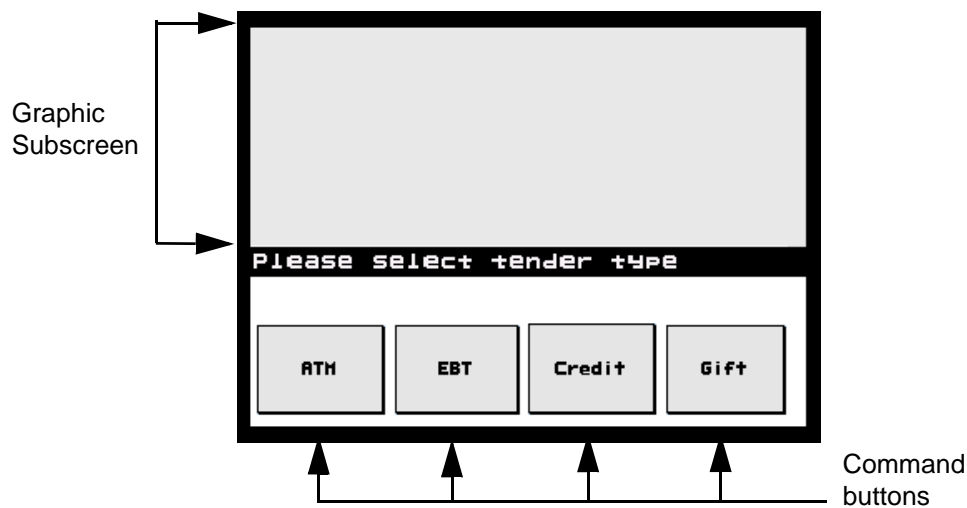 Graphic
Subscreen
Please select tender type
ATM
EBT
Credit
Gift
Command
buttons